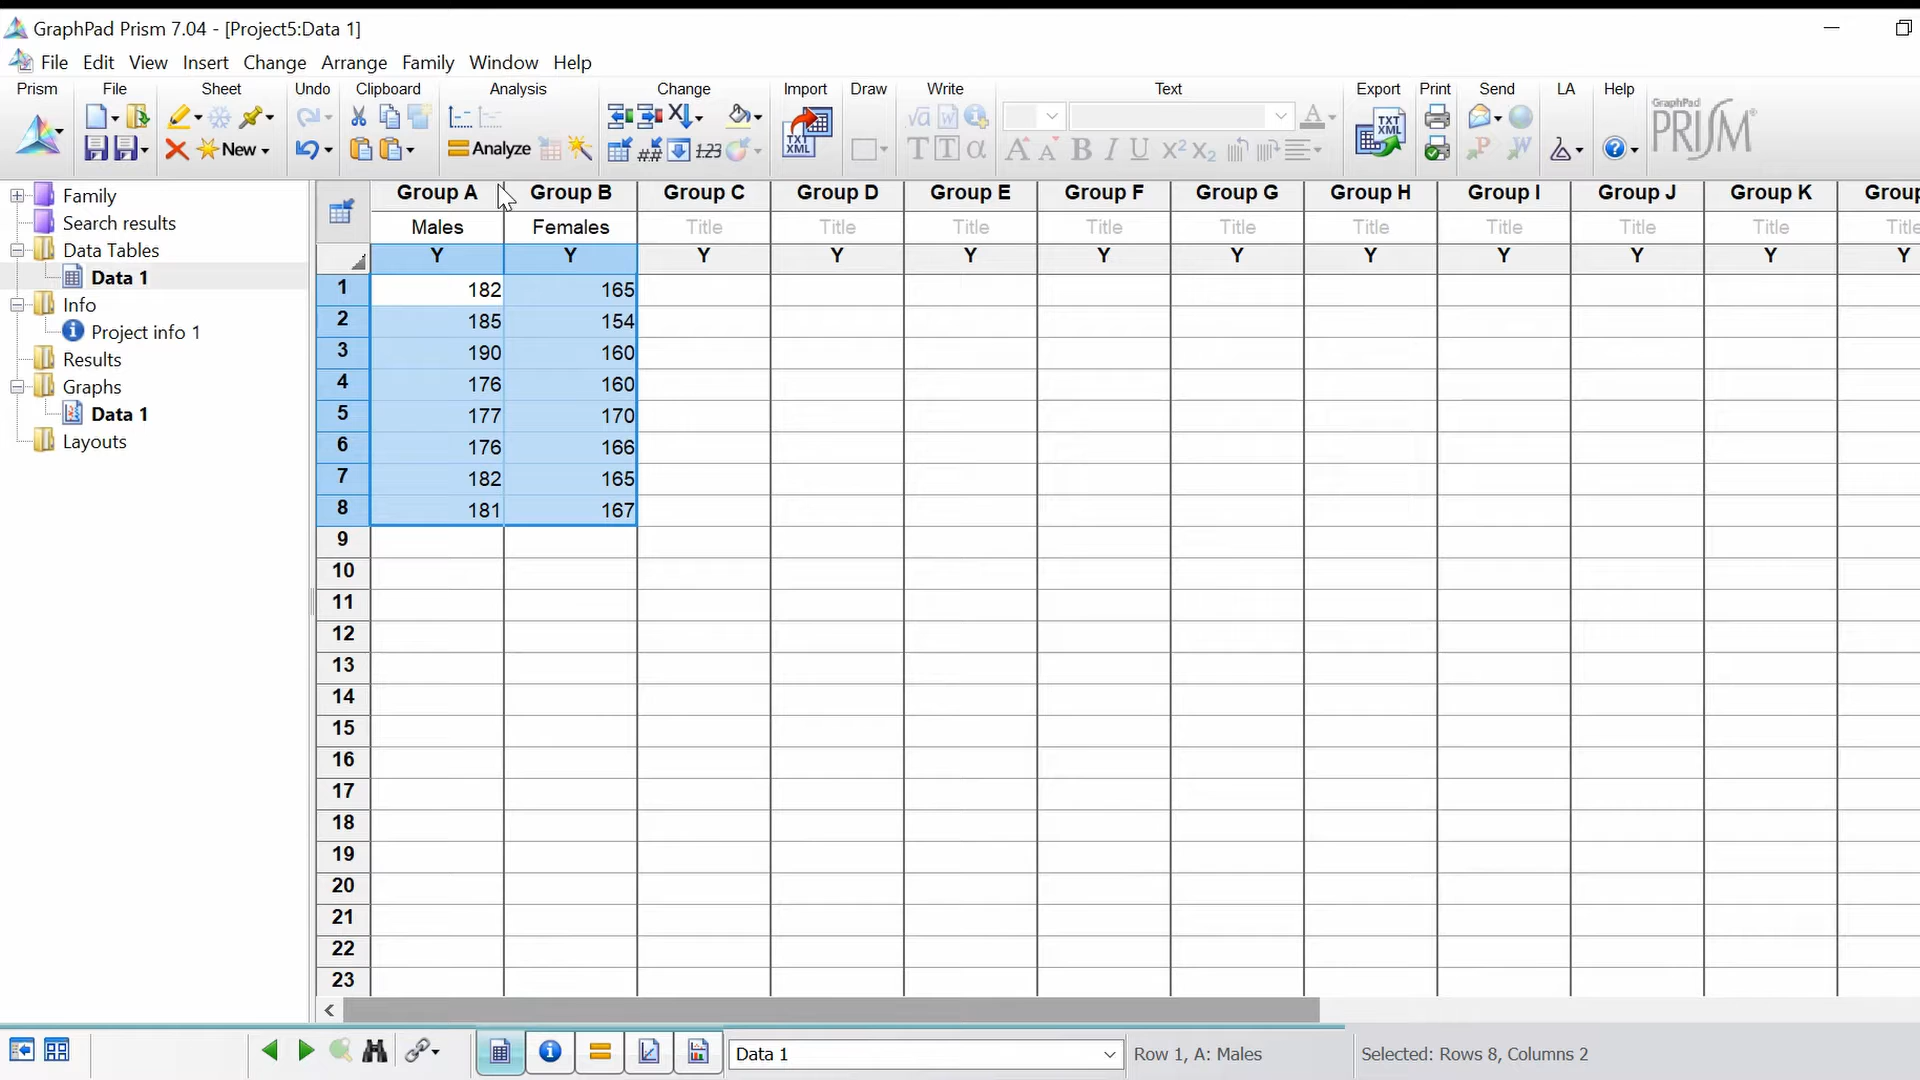 GraphPad Prism 7.04 - [Project5:Data 1]
File Edit View Insert Change Arrange Family Window Help
Prism File Sheet Undo Clipboard Analysis Change Import Draw Write Text Export Print Send LA Help
New
Analyze
GraphPad
PRISM
Family
Search results
Data Tables
Data 1
Info
Project info 1
Results
Graphs
Data 1
Layouts
Group A Group B Group C Group D Group E Group F Group G Group H Group I Group J Group K Group
Males Females Title Title Title Title Title Title Title Title Title Title
Y Y Y Y Y Y Y Y Y Y Y Y
1 182 165
2 185 154
3 190 160
4 176 160
5 177 170
6 176 166
7 182 165
8 181 167
9
10
11
12
13
14
15
16
17
18
19
20
21
22
23
Data 1
Row 1, A: Males
Selected: Rows 8, Columns 2